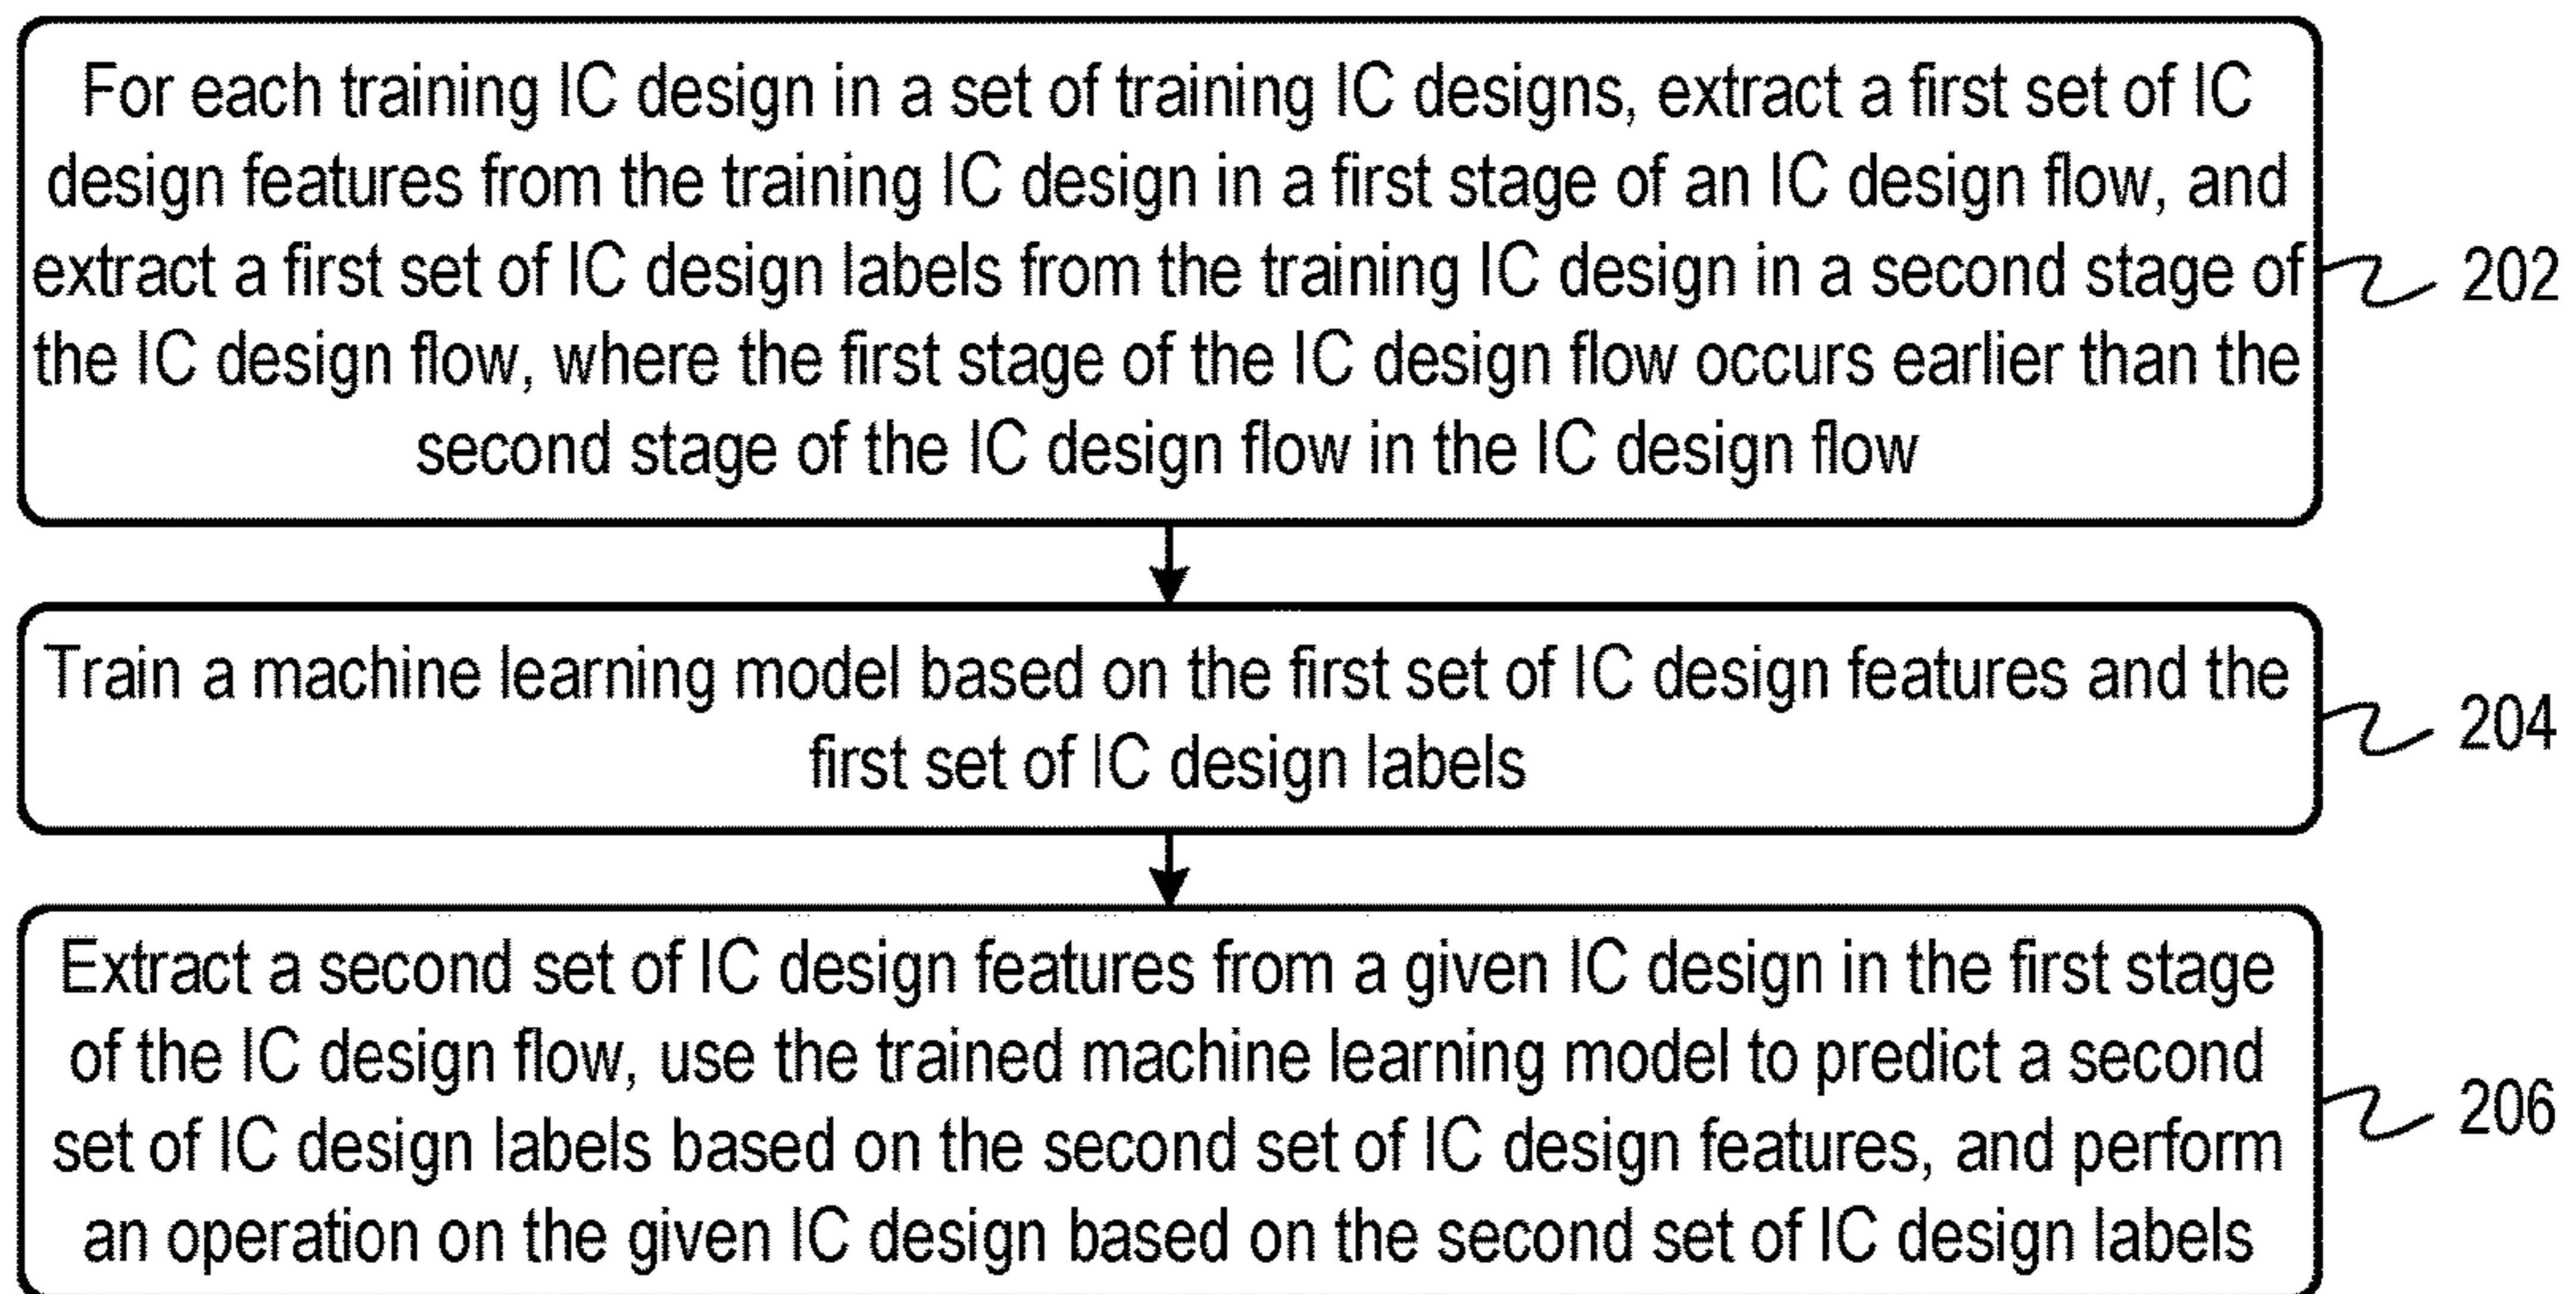 For each training IC design in a set of training IC designs, extract a first set of IC
design features from the training IC design in a first stage of an IC design flow, and
extract a first set of IC design labels from the training IC design in a second stage of
the IC design flow, where the first stage of the IC design flow occurs earlier than the
second stage of the IC design flow in the IC design flow
202
Train a machine learning model based on the first set of IC design features and the
first set of IC design labels
204
Extract a second set of IC design features from a given IC design in the first stage
of the IC design flow, use the trained machine learning model to predict a second
set of IC design labels based on the second set of IC design features, and perform
an operation on the given IC design based on the second set of IC design labels
206